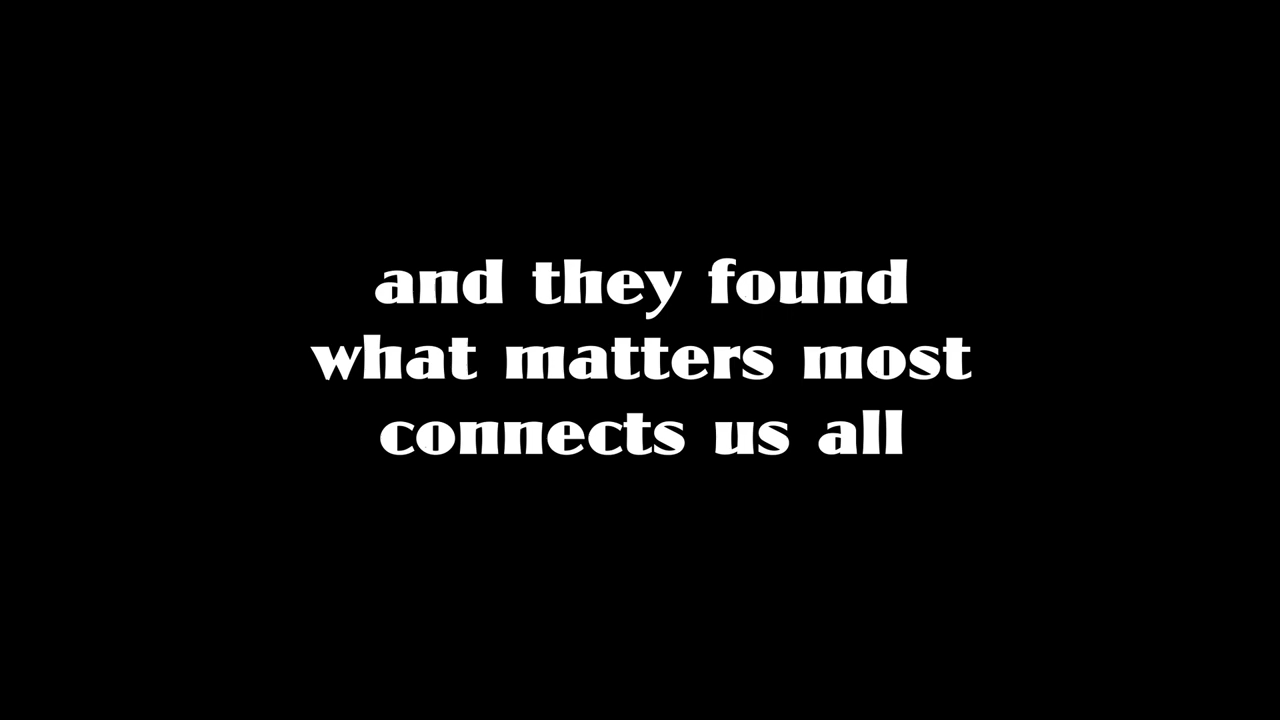 and they found
what matters most
connects us all